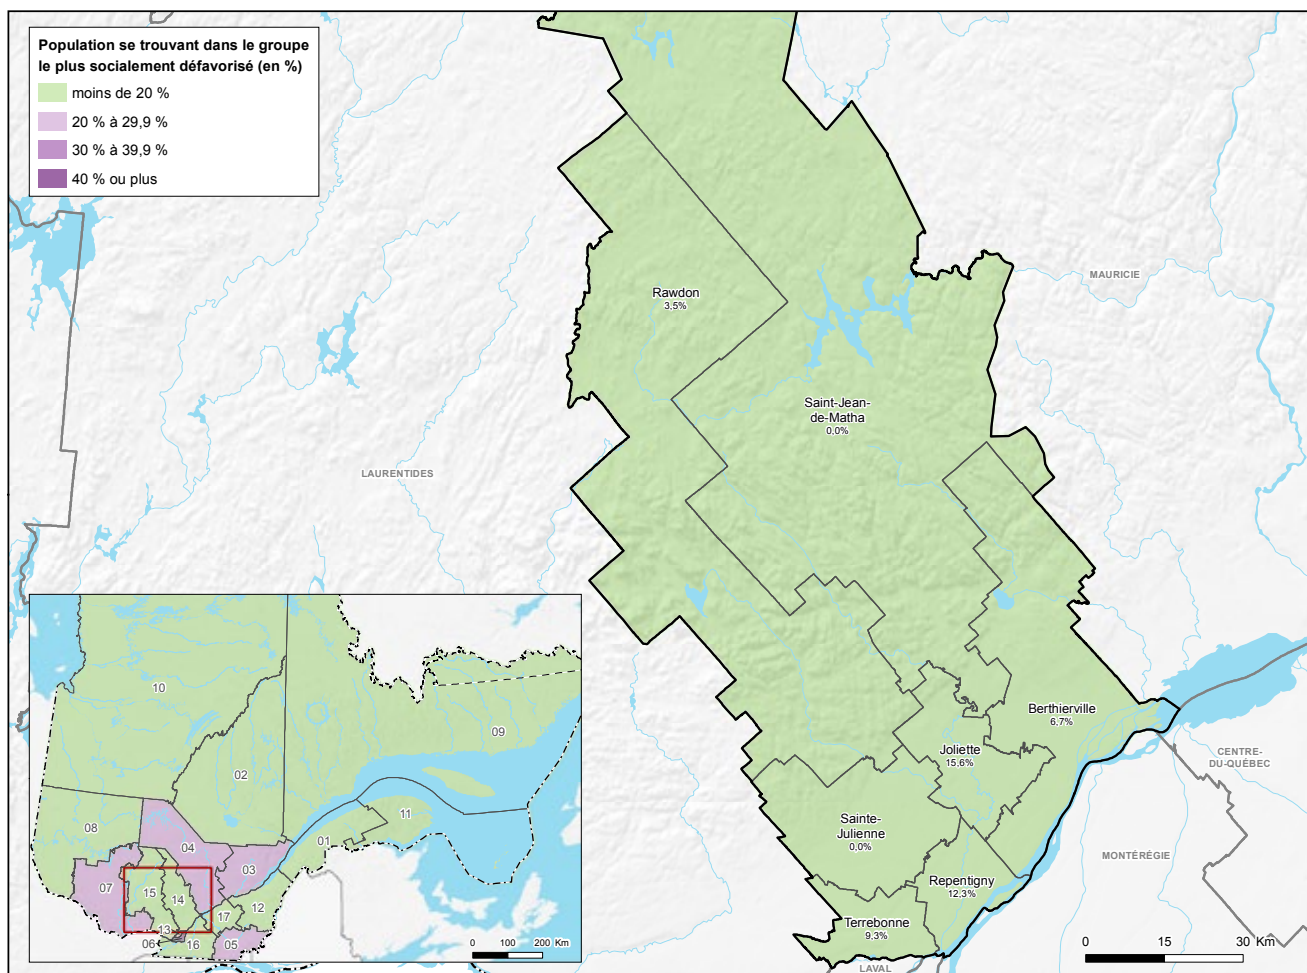 Population se trouvant dans le groupe
le plus socialement défavorisé (en %)
moins de 20 %
20 % à 29,9 %
30 % à 39,9 %
40 % ou plus
MAURICIE
Rawdon
3,5%
Saint-Jean-
de-Matha
0,0%
LAURENTIDES
Berthierville
6,7%
Joliette
15,6%
CENTRE-
DU-QUÉBEC
Sainte-
Julienne
0,0%
MONTÉRÉGIE
Repentigny
12,3%
Terrebonne
9,3%
LAVAL
0 15 30 Km
10
09
02
11
08
01
04
03
07
15
14
12
17
13
06
16
05
0 100 200 Km